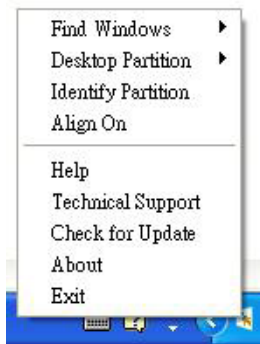 Find Windows
Desktop Partition
Identify Partition
Align On
Help
Technical Support
Check for Update
About
Exit